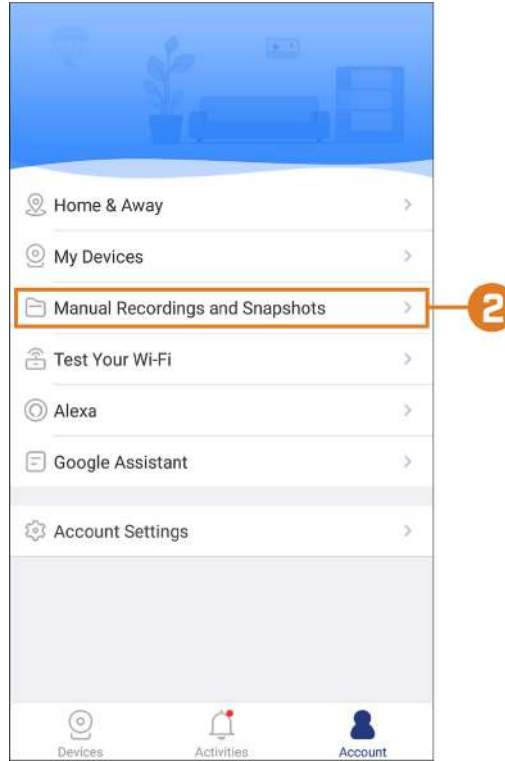 Home & Away
My Devices
Manual Recordings and Snapshots
2
Test Your Wi-Fi
Alexa
Google Assistant
Account Settings
Devices
Activities
Account